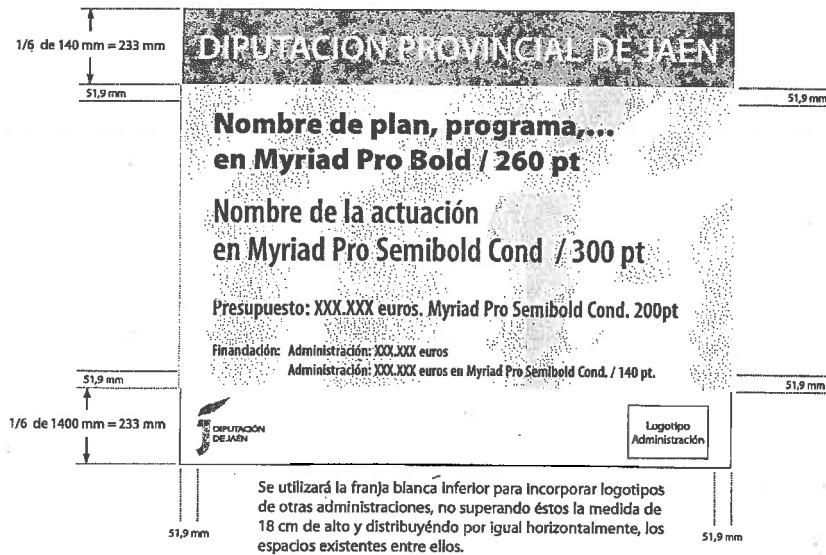 DIPUTACION PROVINCIAL DE JAEN
1/6 de 140 mm = 233 mm
51,9 mm
51,9 mm
Nombre de plan, programa,...
en Myriad Pro Bold / 260 pt
Nombre de la actuación
en Myriad Pro Semibold Cond / 300 pt
Presupuesto: XXX.XXX euros. Myriad Pro Semibold Cond. 200pt
Financiación: Administración: XXX.XXX euros
Administración: XXX.XXX euros en Myriad Pro Semibold Cond. / 140 pt.
51,9 mm
51,9 mm
1/6 de 1400 mm = 233 mm
DIPUTACIÓN
DE JAÉN
Logotipo
Administración
Se utilizará la franja blanca inferior para incorporar logotipos
de otras administraciones, no superando éstos la medida de
18 cm de alto y distribuyéndo por igual horizontalmente, los
espacios existentes entre ellos.
51,9 mm
51,9 mm